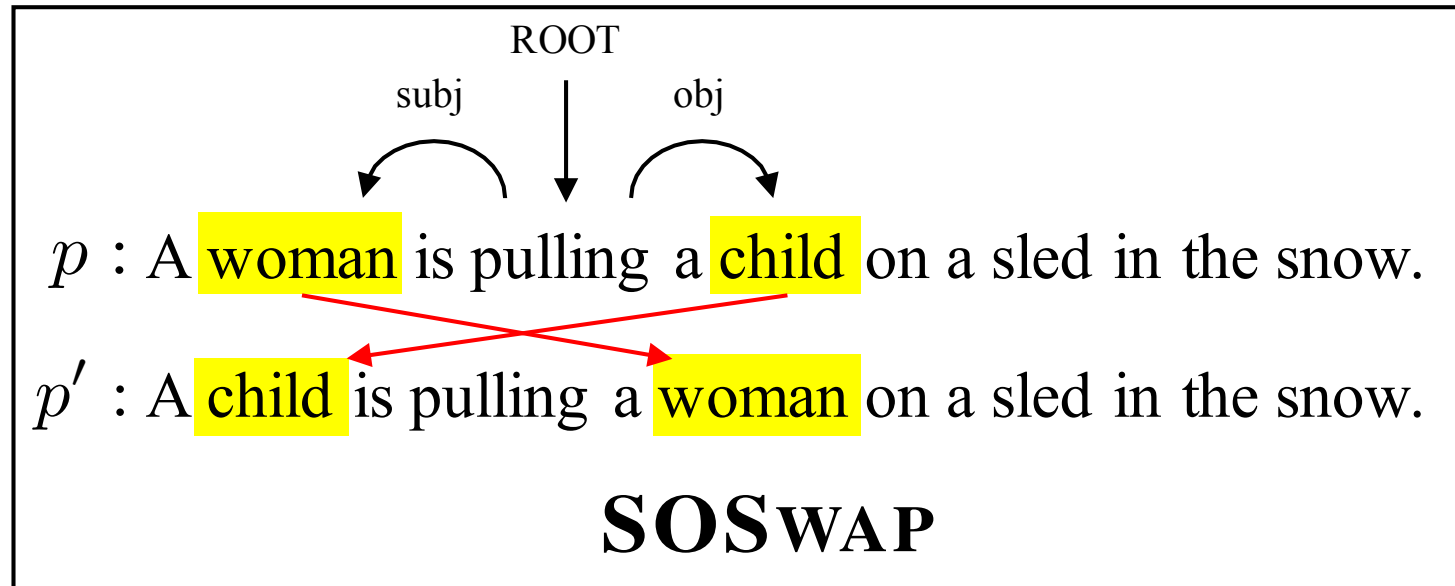 ROOT
subj obj
p : A woman is pulling a child on a sled in the snow.
p′ : A child is pulling a woman on a sled in the snow.
SOSWAP